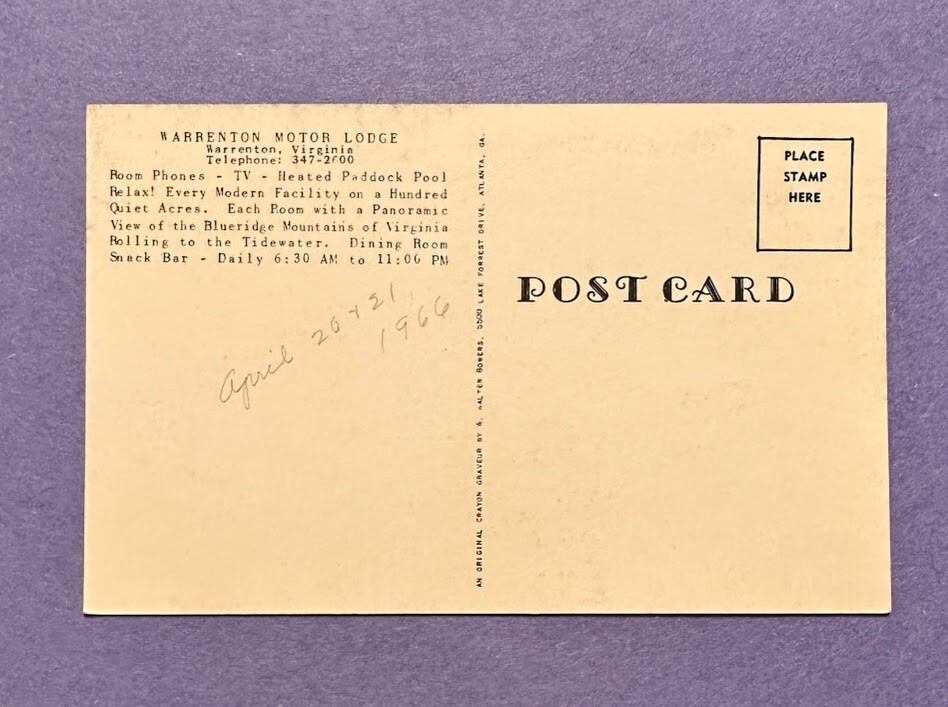 WARRENTON MOTOR LODGE
Warrenton, Virginia
Telephone: 347-2600
Room Phones - TV - Heated Paddock Pool
Relax! Every Modern Facility on a Hundred
Quiet Acres. Each Room with a Panoramic
View of the Blueridge Mountains of Virginia
Rolling to the Tidewater. Dining Room
Snack Bar - Daily 6:30 AM to 11:00 PM
April 20+21,
1966
AN ORIGINAL CRAYON GRAVEUR BY WALTER BOWERS, 5500 LAKE FORREST DRIVE, ATLANTA, GA.
PLACE
STAMP
HERE
POST CARD